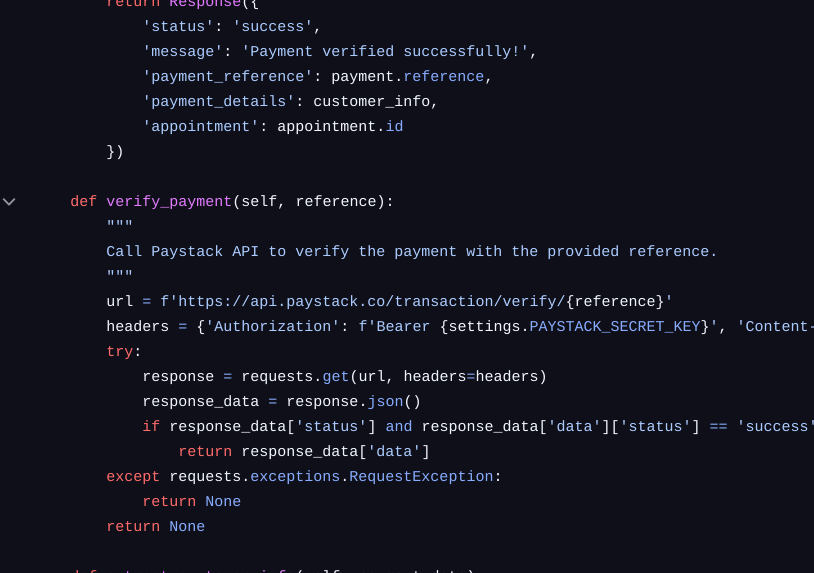 return Response({
'status': 'success',
'message': 'Payment verified successfully!',
'payment_reference': payment.reference,
'payment_details': customer_info,
'appointment': appointment.id
})
def verify_payment(self, reference):
"""
Call Paystack API to verify the payment with the provided reference.
"""
url = f'https://api.paystack.co/transaction/verify/{reference}'
headers = {'Authorization': f'Bearer {settings.PAYSTACK_SECRET_KEY}', 'Content-
try:
response = requests.get(url, headers=headers)
response_data = response.json()
if response_data['status'] and response_data['data']['status'] == 'success'
return response_data['data']
except requests.exceptions.RequestException:
return None
return None